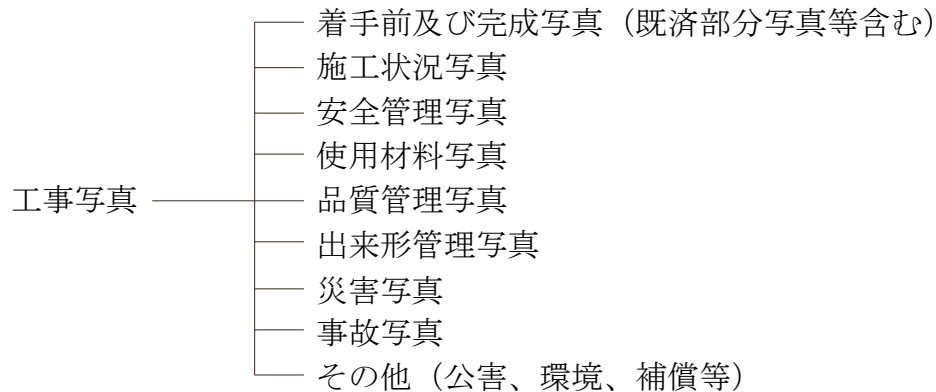 着手前及び完成写真（既済部分写真等含む）
施工状況写真
安全管理写真
使用材料写真
工事写真
品質管理写真
出来形管理写真
災害写真
事故写真
その他（公害、環境、補償等）